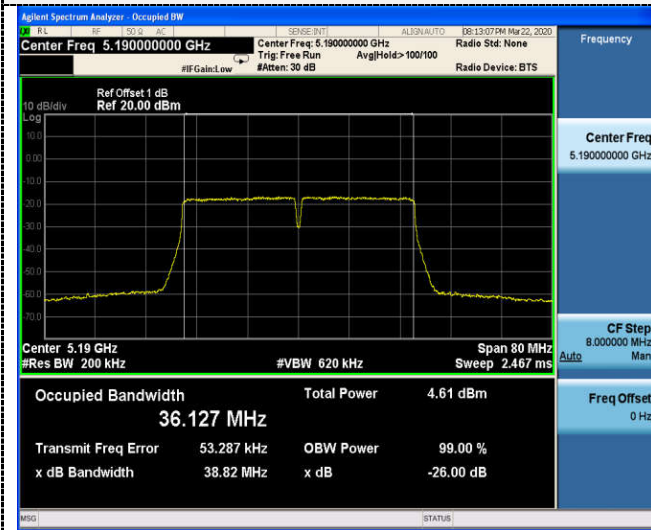 Agilent Spectrum Analyzer - Occupied BW
RL RF 50 Ω AC SENSE:INT ALIGN AUTO 08:13:07 PM Mar 22, 2020
Center Freq 5.190000000 GHz
Center Freq: 5.190000000 GHz
Radio Std: None
Trig: Free Run Avg|Hold:>100/100
#IFGain:Low #Atten: 30 dB Radio Device: BTS
Frequency
Ref Offset 1 dB
10 dB/div Ref 20.00 dBm
Log
10.0
0.00
-10.0
-20.0
-30.0
-40.0
-50.0
-60.0
-70.0
Center 5.19 GHz Span 80 MHz
#Res BW 200 kHz #VBW 620 kHz Sweep 2.467 ms
Occupied Bandwidth Total Power 4.61 dBm
36.127 MHz
Transmit Freq Error 53.287 kHz OBW Power 99.00 %
x dB Bandwidth 38.82 MHz x dB -26.00 dB
Center Freq
5.190000000 GHz
CF Step
8.000000 MHz
Auto Man
Freq Offset
0 Hz
MSG STATUS